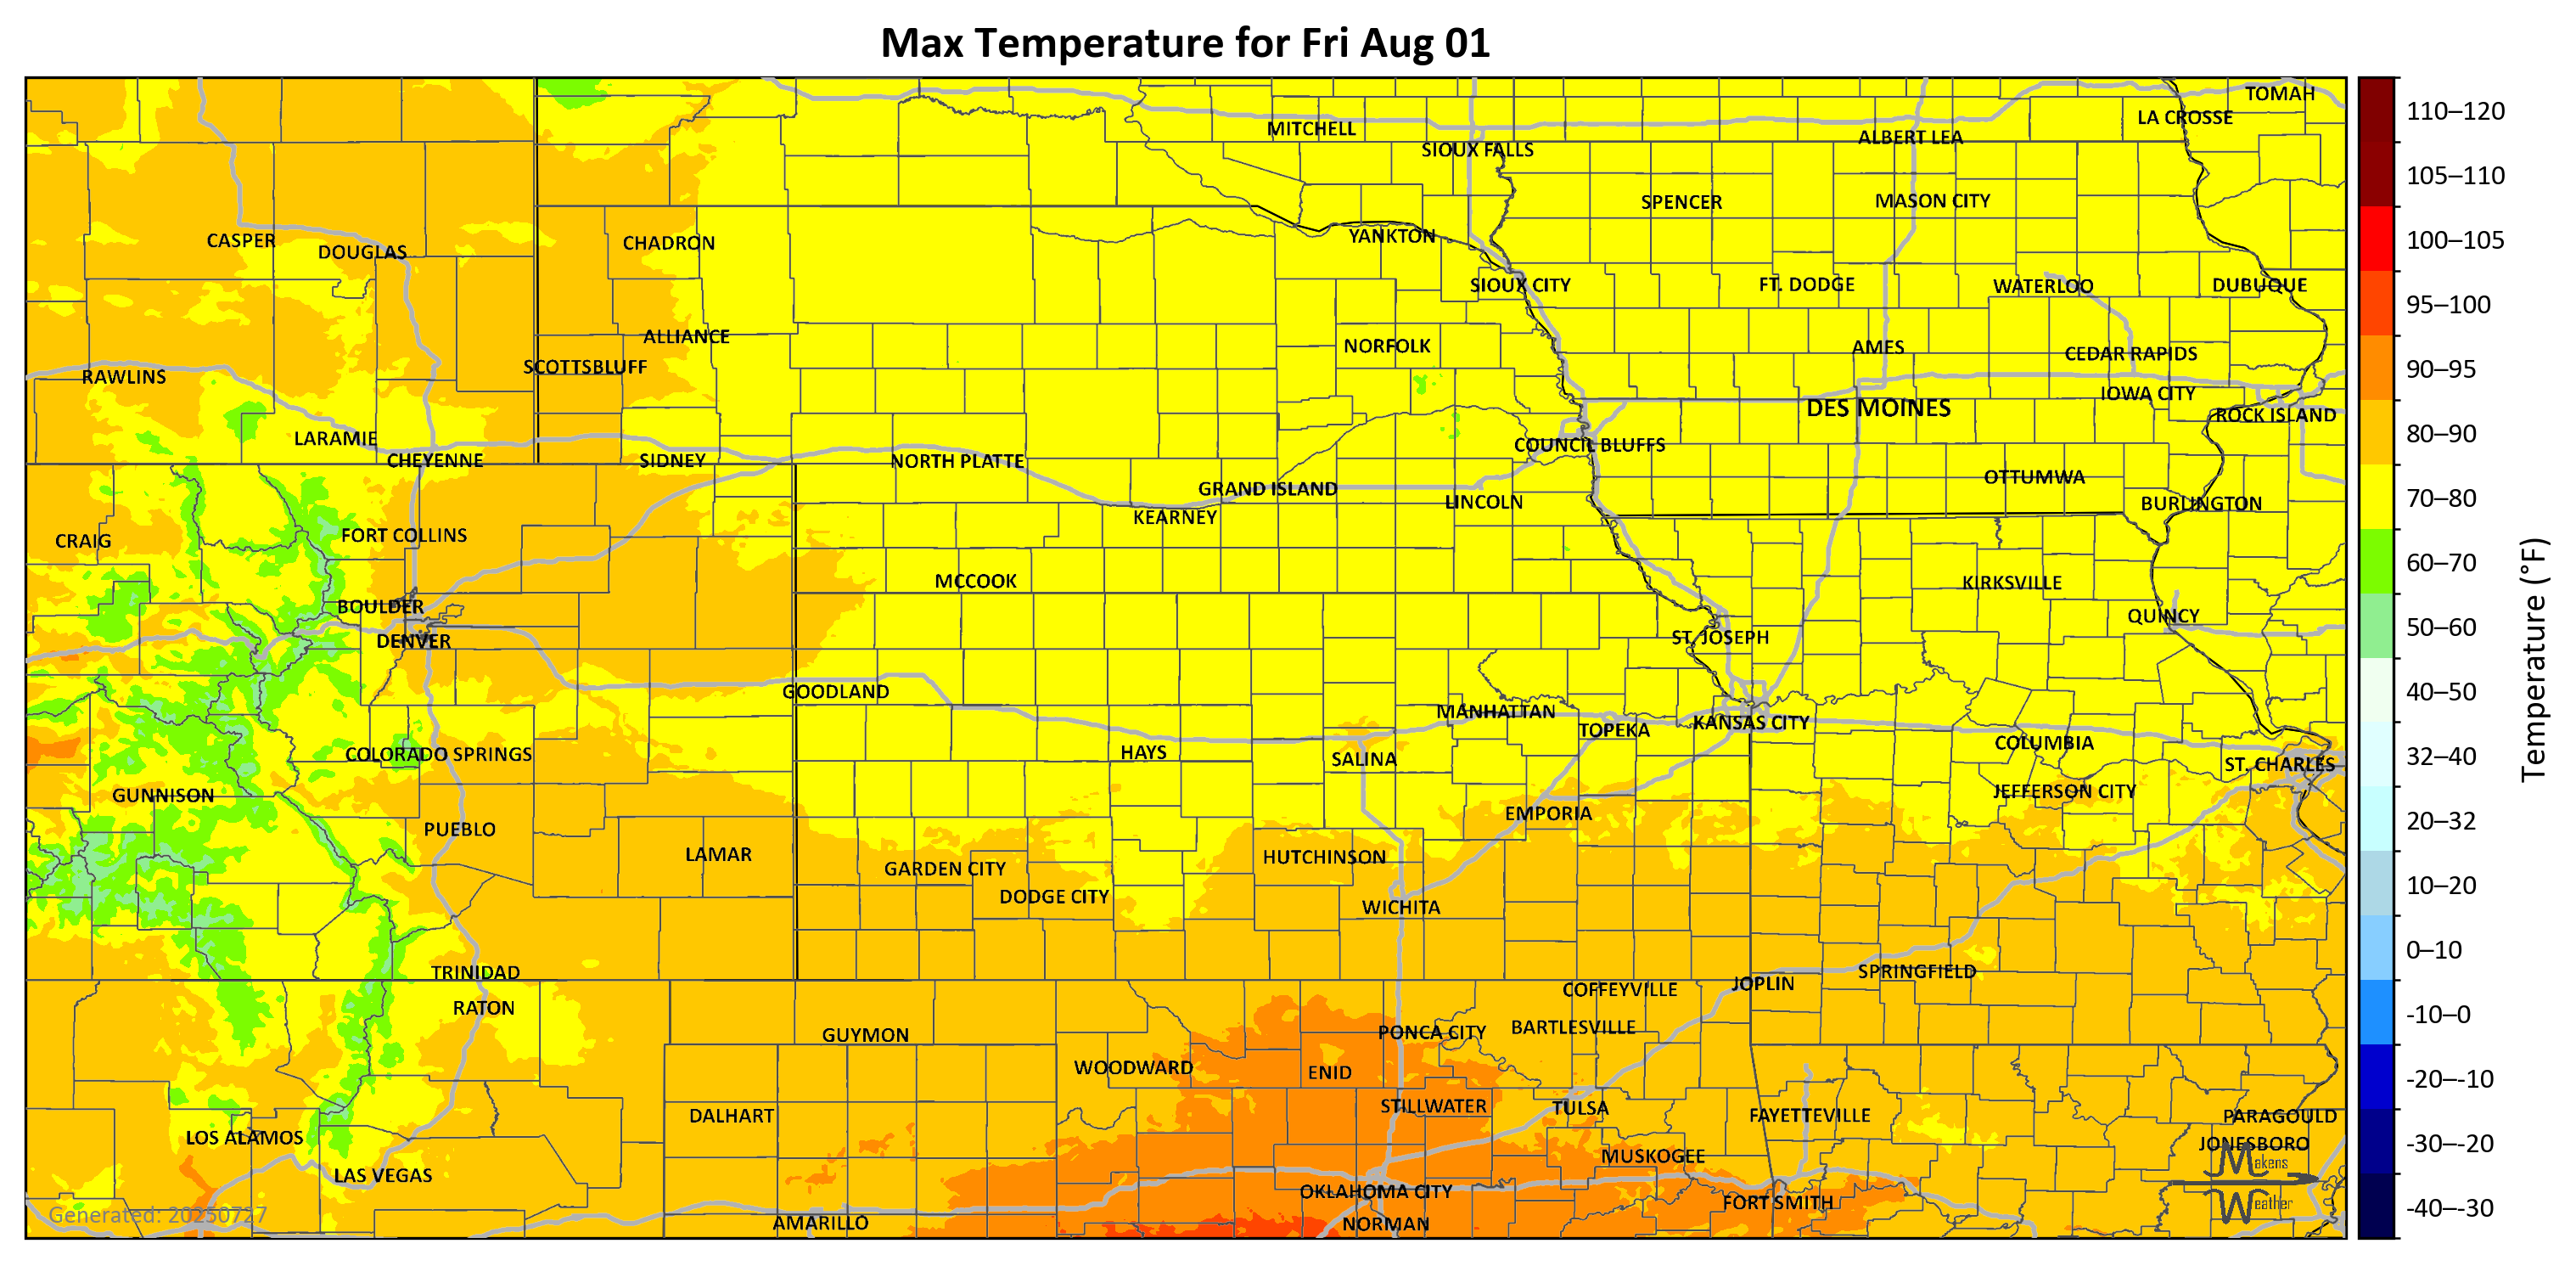 Max Temperature for Fri Aug 01
TOMAH
LA CROSSE
MITCHELL
ALBERT LEA
SIOUX FALLS
SPENCER
MASON CITY
CASPER
DOUGLAS
CHADRON
YANKTON
SIOUX CITY
FT. DODGE
WATERLOO
DUBUQUE
ALLIANCE
NORFOLK
AMES
CEDAR RAPIDS
SCOTTSBLUFF
RAWLINS
IOWA CITY
DES MOINES
ROCK ISLAND
LARAMIE
COUNCIL BLUFFS
CHEYENNE
SIDNEY
NORTH PLATTE
OTTUMWA
GRAND ISLAND
LINCOLN
BURLINGTON
KEARNEY
FORT COLLINS
CRAIG
MCCOOK
KIRKSVILLE
BOULDER
QUINCY
DENVER
ST. JOSEPH
GOODLAND
MANHATTAN
KANSAS CITY
TOPEKA
COLUMBIA
COLORADO SPRINGS
HAYS
SALINA
ST. CHARLES
GUNNISON
JEFFERSON CITY
EMPORIA
PUEBLO
LAMAR
HUTCHINSON
GARDEN CITY
DODGE CITY
WICHITA
TRINIDAD
SPRINGFIELD
JOPLIN
COFFEYVILLE
RATON
GUYMON
PONCA CITY
BARTLESVILLE
WOODWARD
ENID
STILLWATER
TULSA
DALHART
FAYETTEVILLE
PARAGOULD
LOS ALAMOS
JONESBORO
MUSKOGEE
LAS VEGAS
OKLAHOMA CITY
FORT SMITH
AMARILLO
NORMAN
Makens
Weather
Generated: 20250727
110–120
105–110
100–105
95–100
90–95
80–90
70–80
60–70
50–60
40–50
32–40
20–32
10–20
0–10
-10–0
-20–-10
-30–-20
-40–-30
Temperature (°F)